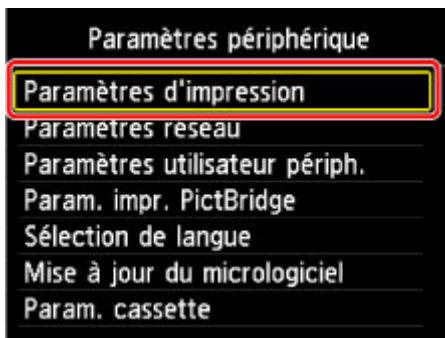 Paramètres périphérique
Paramètres d'impression
Paramètres réseau
Paramètres utilisateur périph.
Param. impr. PictBridge
Sélection de langue
Mise à jour du micrologiciel
Param. cassette